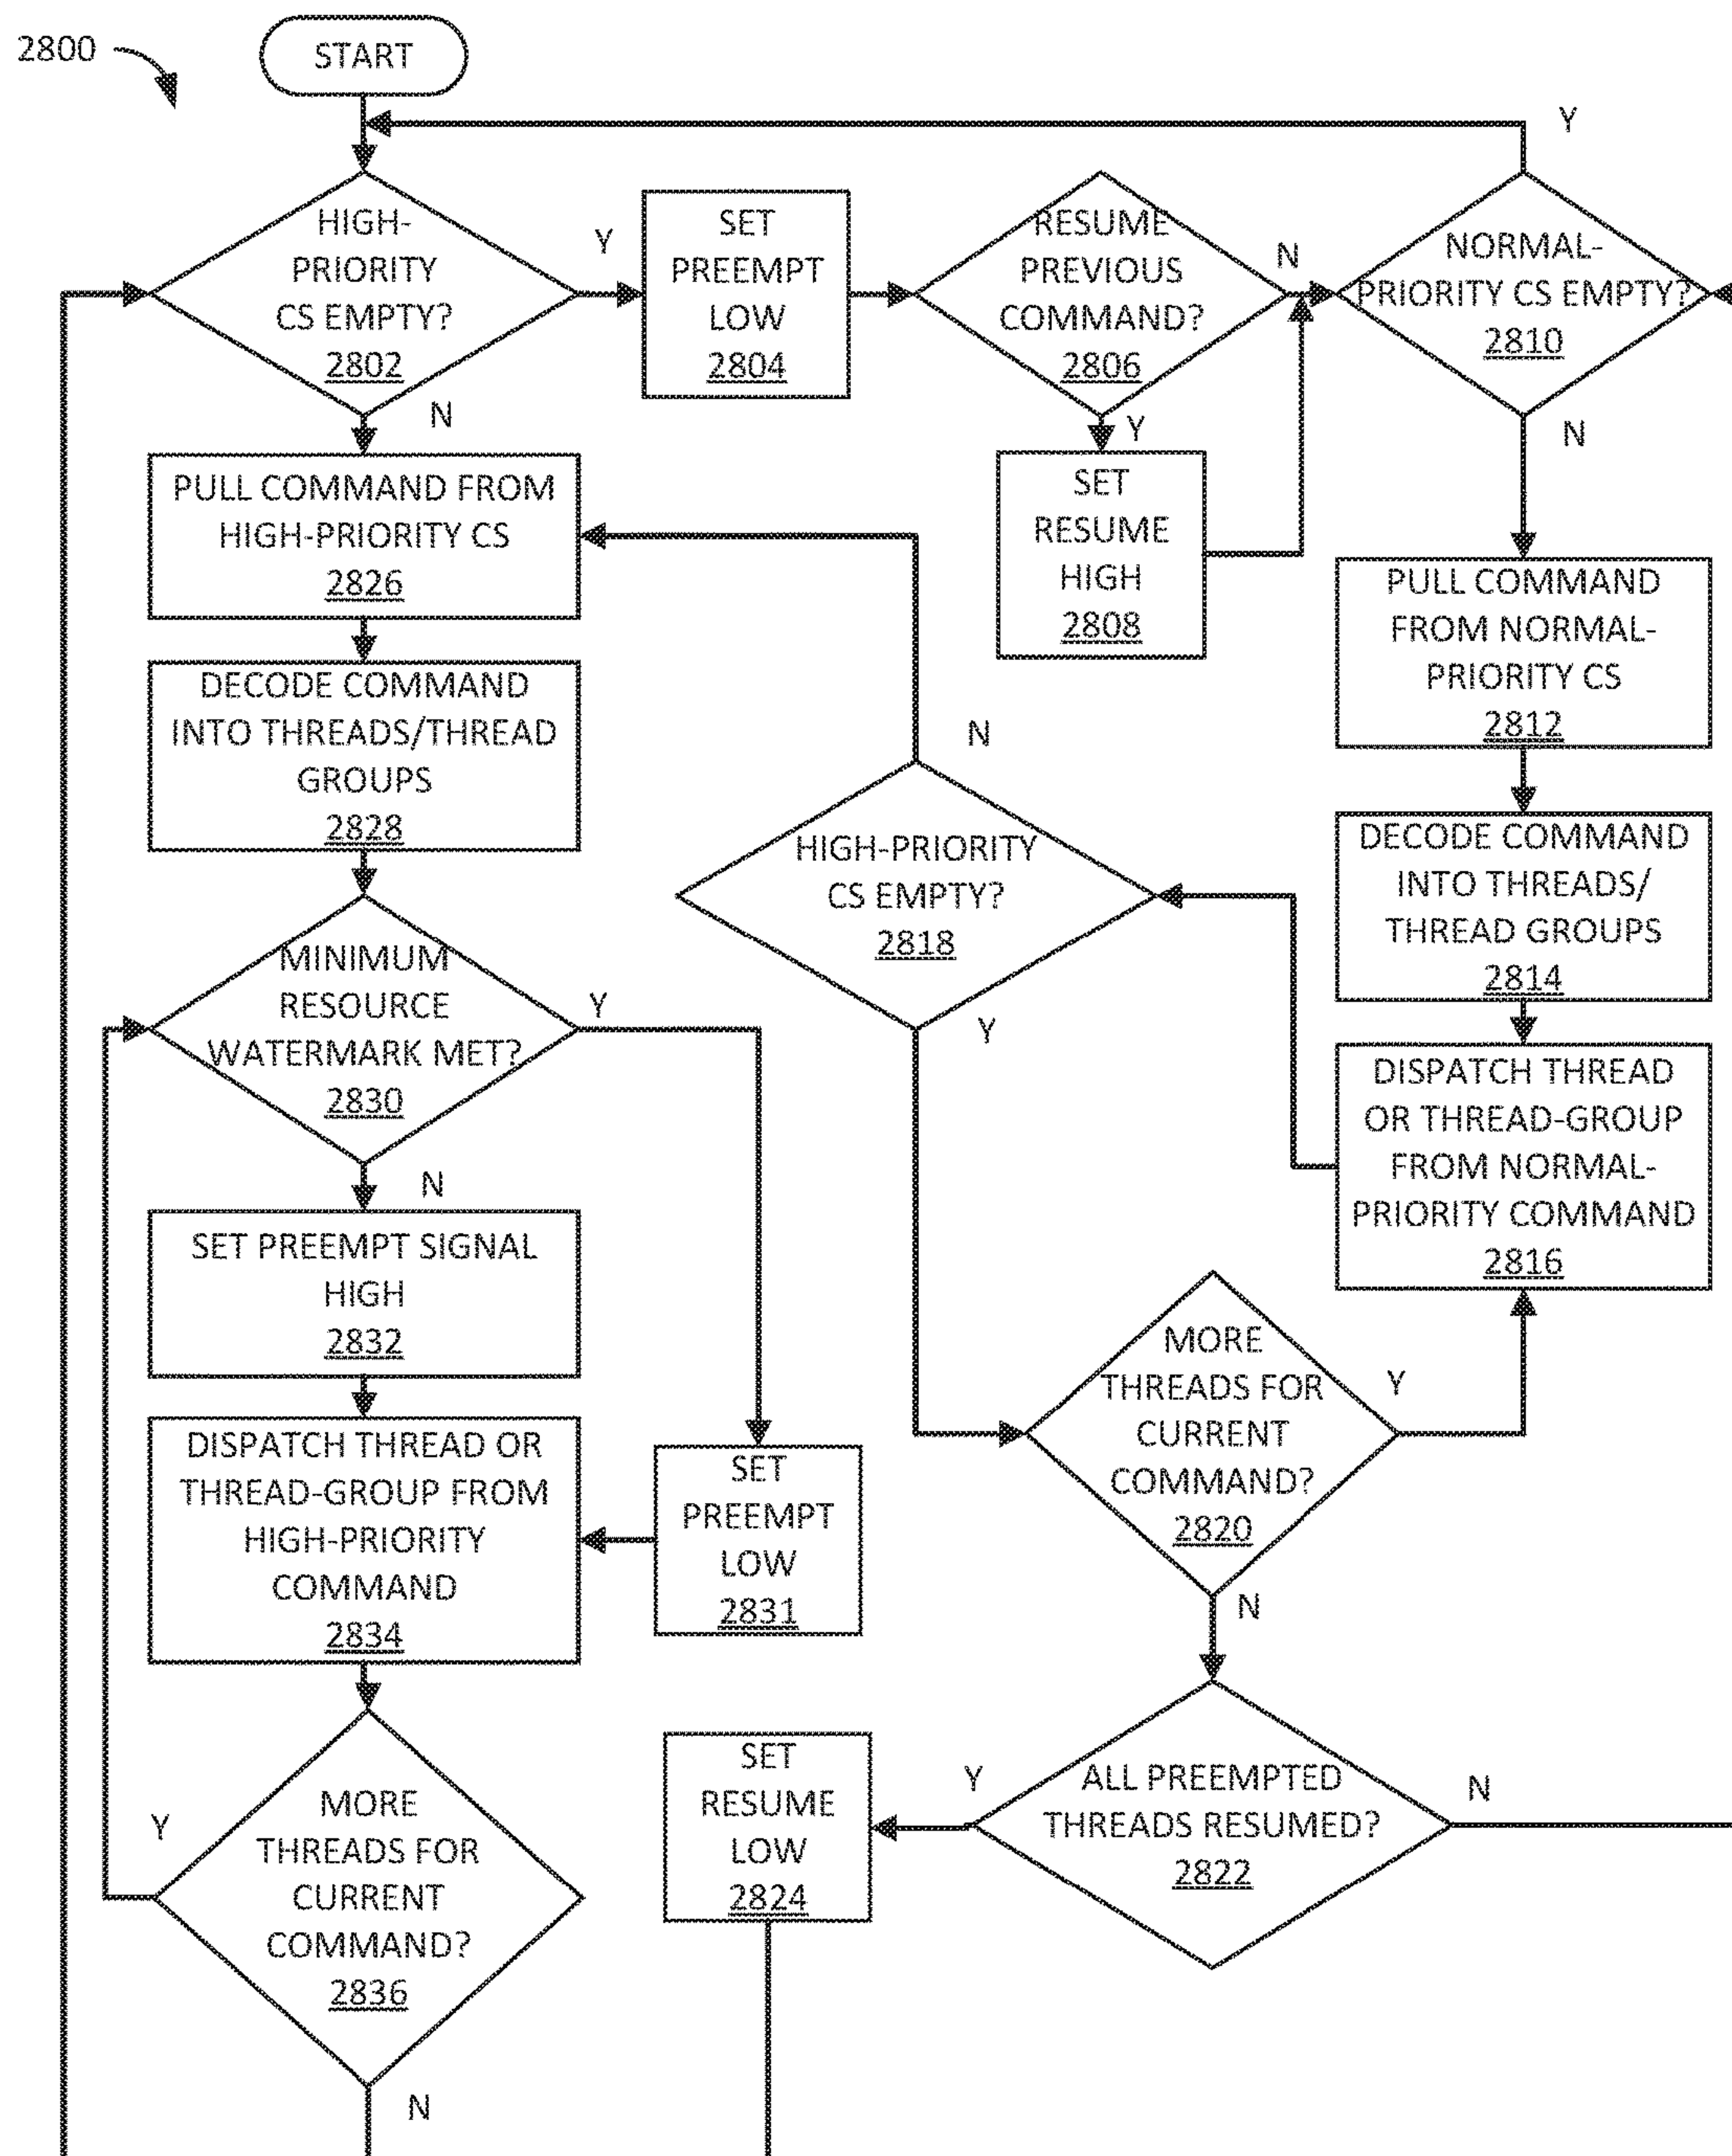 2800
START
Y
HIGH-
PRIORITY
CS EMPTY?
2802
Y
N
SET
PREEMPT
LOW
2804
RESUME
PREVIOUS
COMMAND?
2806
N
Y
NORMAL-
PRIORITY CS EMPTY?
2810
N
PULL COMMAND FROM
HIGH-PRIORITY CS
2826
SET
RESUME
HIGH
2808
PULL COMMAND
FROM NORMAL-
PRIORITY CS
2812
DECODE COMMAND
INTO THREADS/THREAD
GROUPS
2828
N
HIGH-PRIORITY
CS EMPTY?
2818
Y
DECODE COMMAND
INTO THREADS/
THREAD GROUPS
2814
MINIMUM
RESOURCE
WATERMARK MET?
2830
Y
N
DISPATCH THREAD
OR THREAD-GROUP
FROM NORMAL-
PRIORITY COMMAND
2816
SET PREEMPT SIGNAL
HIGH
2832
MORE
THREADS FOR
CURRENT
COMMAND?
2820
Y
N
DISPATCH THREAD OR
THREAD-GROUP FROM
HIGH-PRIORITY
COMMAND
2834
SET
PREEMPT
LOW
2831
MORE
THREADS FOR
CURRENT
COMMAND?
2836
Y
N
SET
RESUME
LOW
2824
Y
ALL PREEMPTED
THREADS RESUMED?
2822
N